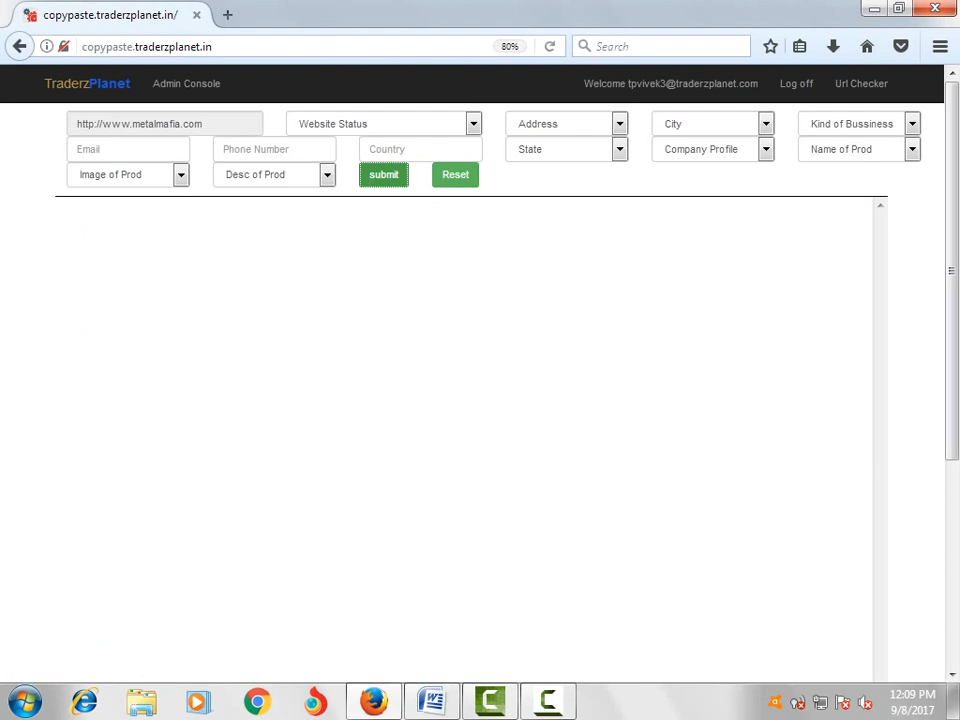 copypaste.traderzplanet.in/
copypaste.traderzplanet.in 80% Search
TraderzPlanet Admin Console Welcome tpvivek3@traderzplanet.com Log off Url Checker
http://www.metalmafia.com Website Status Address City Kind of Bussiness
Email Phone Number Country State Company Profile Name of Prod
Image of Prod Desc of Prod submit Reset
12:09 PM
9/8/2017